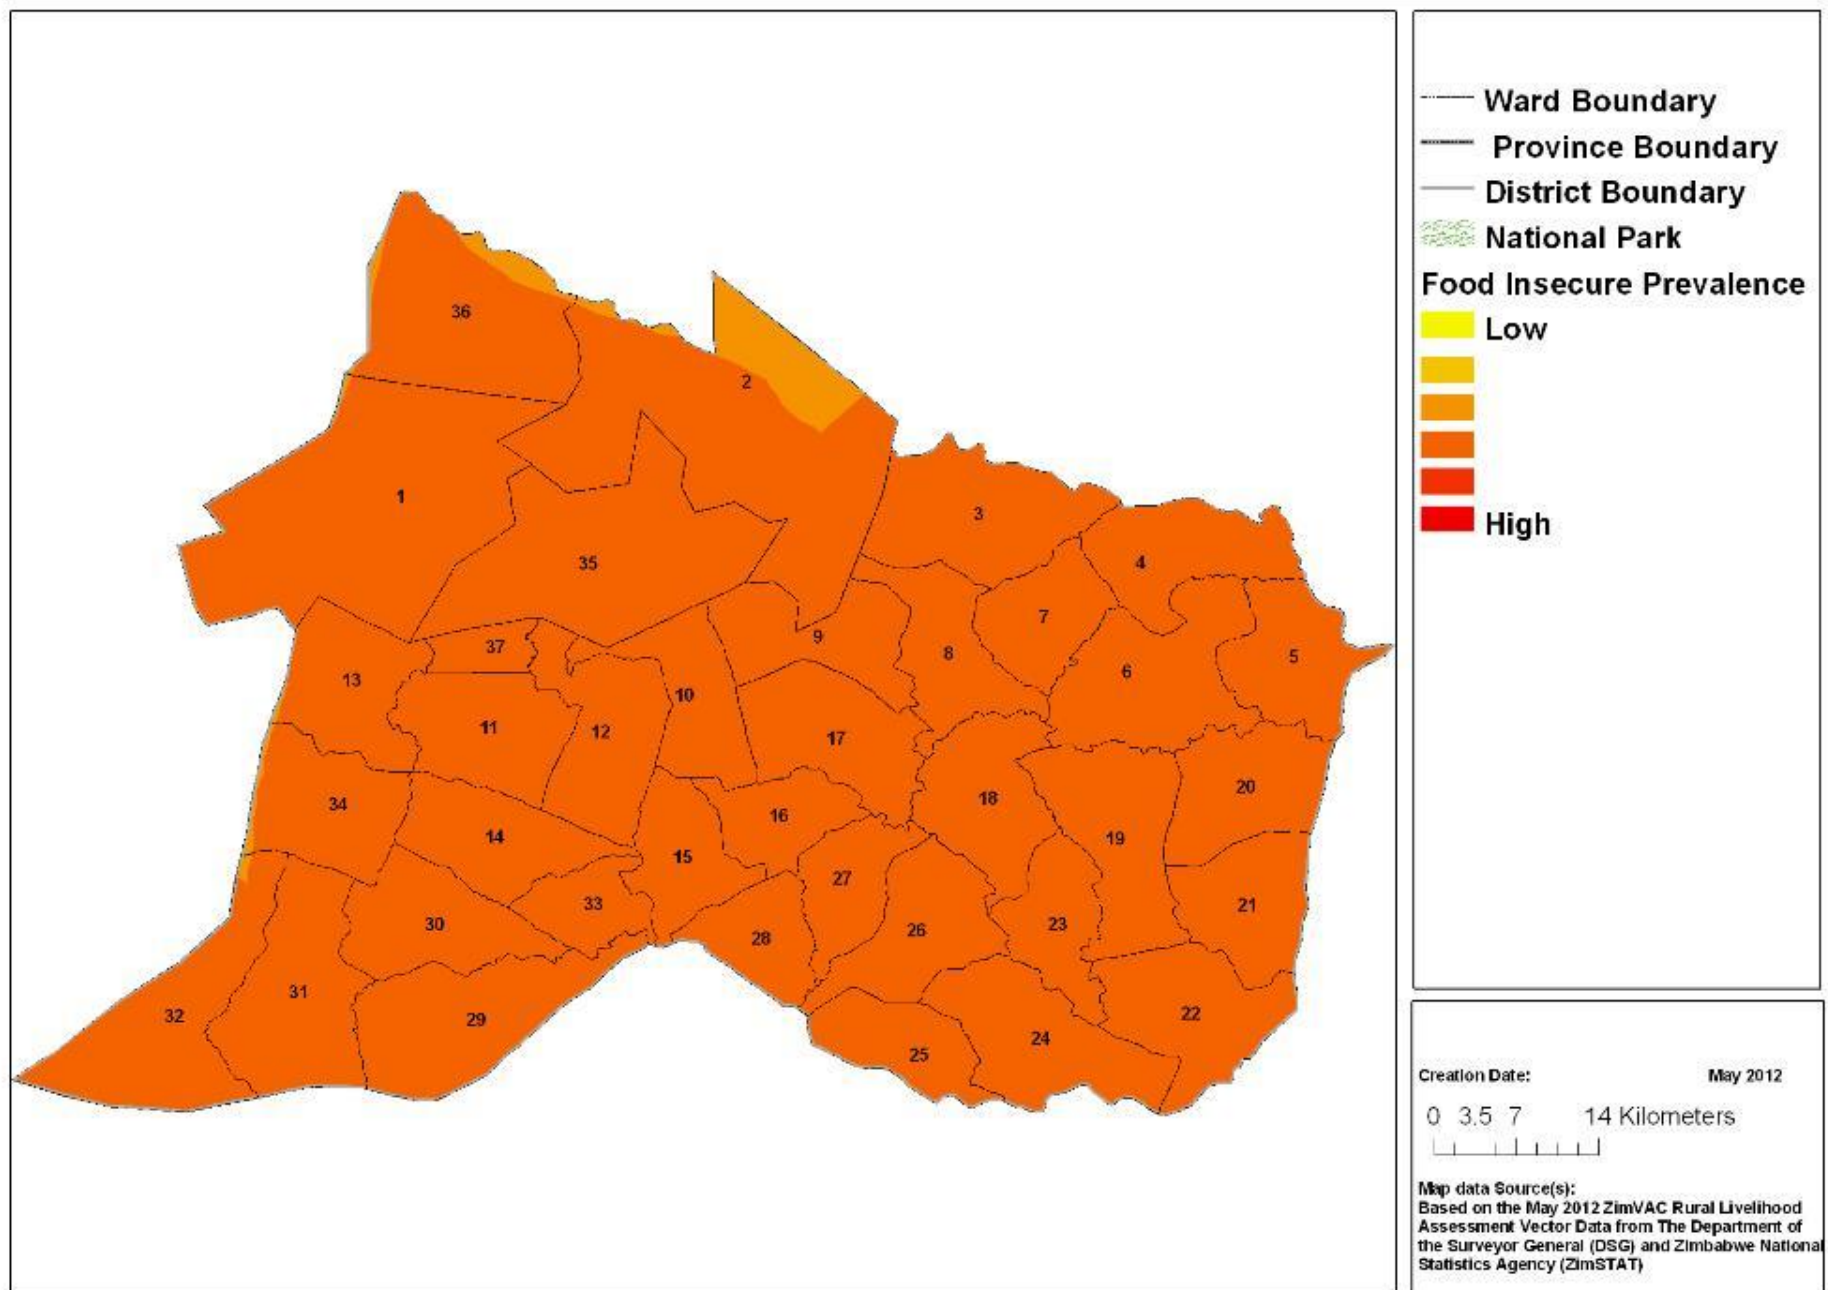 Ward Boundary
Province Boundary
District Boundary
National Park
Food Insecure Prevalence
Low
High
36
2
1
3
35
4
7
9
37
8
5
6
13
10
11
12
17
20
18
34
16
14
19
15
27
33
21
30
23
26
28
31
22
32
29
24
25
Creation Date: May 2012
0 3.5 7 14 Kilometers
Map data Source(s):
Based on the May 2012 ZimVAC Rural Livelihood
Assessment Vector Data from The Department of
the Surveyor General (DSG) and Zimbabwe National
Statistics Agency (ZimSTAT)